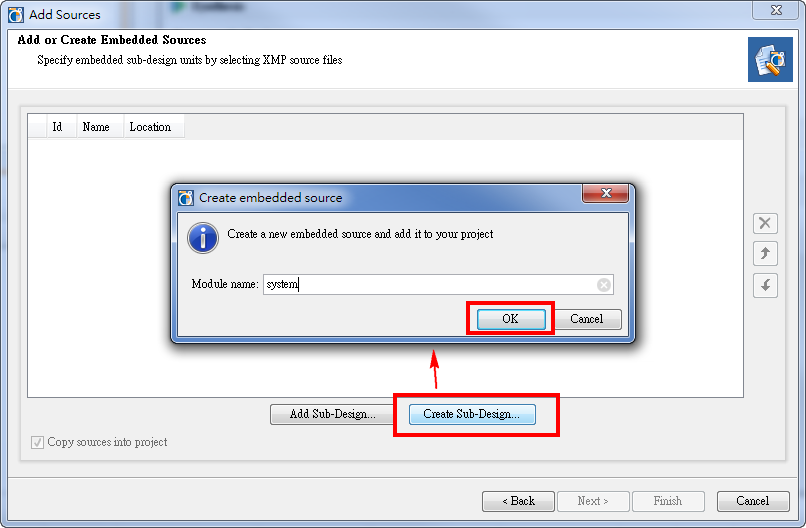 Add Sources
Add or Create Embedded Sources
Specify embedded sub-design units by selecting XMP source files
Id Name Location
Create embedded source
Create a new embedded source and add it to your project
Module name: system
OK Cancel
Add Sub-Design... Create Sub-Design...
Copy sources into project
< Back Next > Finish Cancel